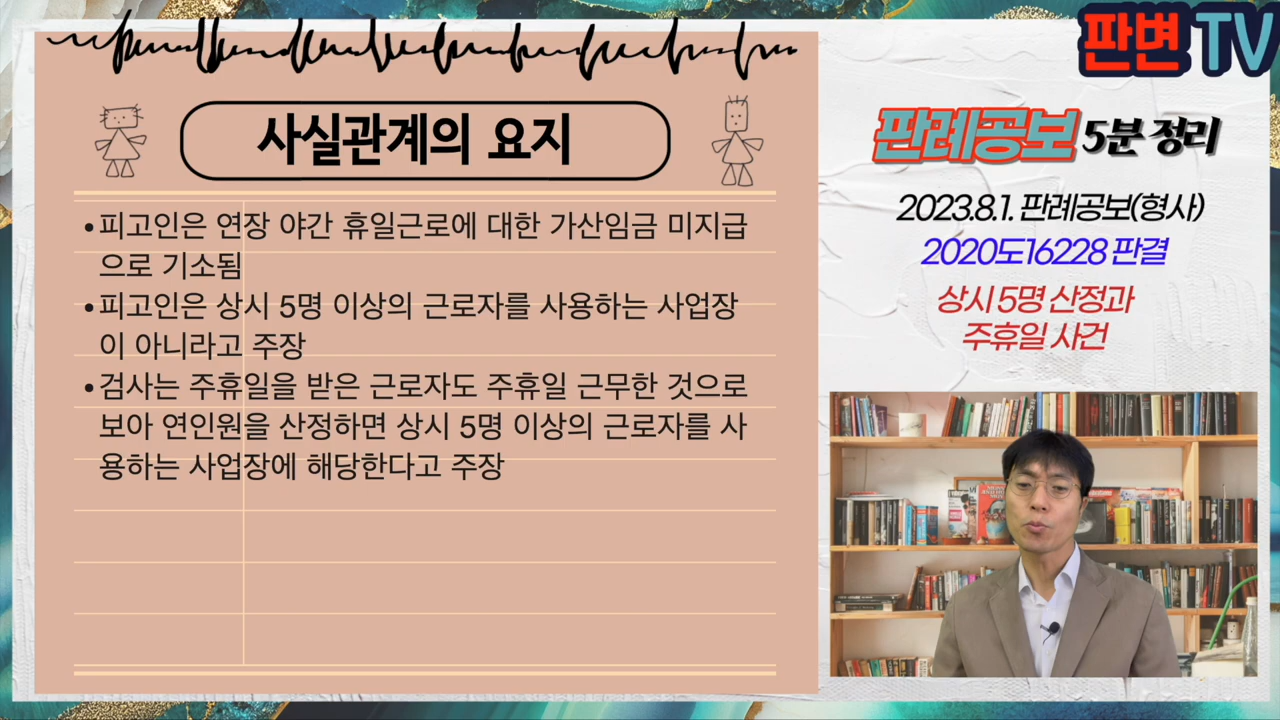 판변 TV
사실관계의 요지
•피고인은 연장 야간 휴일근로에 대한 가산임금 미지급
으로 기소됨
•피고인은 상시 5명 이상의 근로자를 사용하는 사업장
이 아니라고 주장
•검사는 주휴일을 받은 근로자도 주휴일 근무한 것으로
보아 연인원을 산정하면 상시 5명 이상의 근로자를 사
용하는 사업장에 해당한다고 주장
판례공보 5분 정리
2023.8.1. 판례공보(형사)
2020도16228 판결
상시 5명 산정과
주휴일 사건